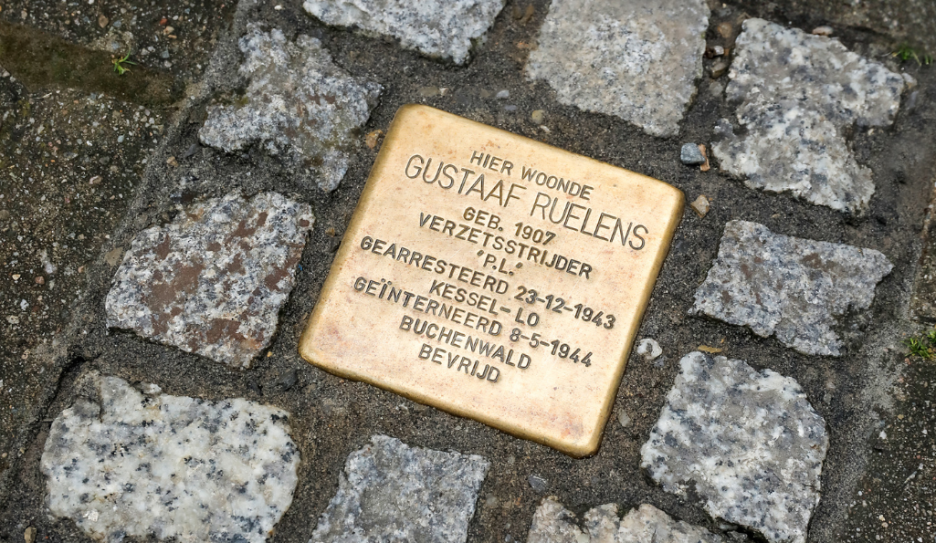 HIER WOONDE
GUSTAAF RUELENS
GEB. 1907
VERZETSSTRIJDER
"P.L."
GEARRESTEERD 23-12-1943
KESSEL-LO
GEÏNTERNEERD 8-5-1944
BUCHENWALD
BEVRIJD